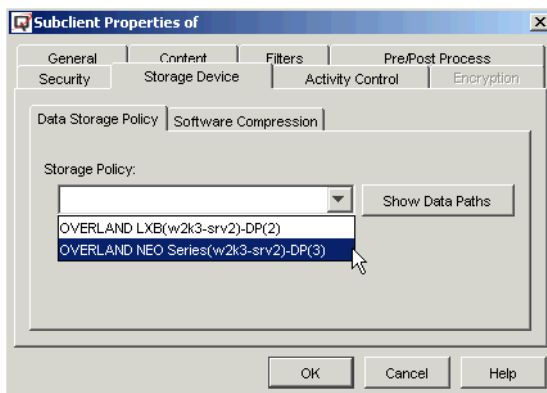 Subclient Properties of
General Content Filters Pre/Post Process
Security Storage Device Activity Control Encryption
Data Storage Policy Software Compression
Storage Policy:
Show Data Paths
OVERLAND LXB(w2k3-srv2)-DP(2)
OVERLAND NEO Series(w2k3-srv2)-DP(3)
OK Cancel Help